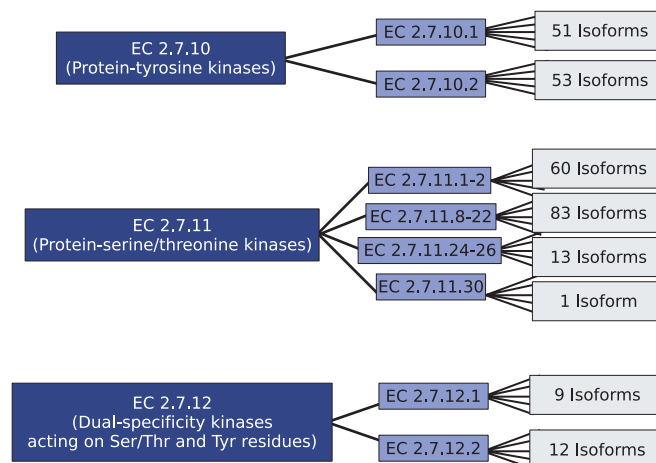 EC 2.7.10
(Protein-tyrosine kinases)
EC 2.7.10.1
51 Isoforms
EC 2.7.10.2
53 Isoforms
EC 2.7.11
(Protein-serine/threonine kinases)
EC 2.7.11.1-2
60 Isoforms
EC 2.7.11.8-22
83 Isoforms
EC 2.7.11.24-26
13 Isoforms
EC 2.7.11.30
1 Isoform
EC 2.7.12
(Dual-specificity kinases
acting on Ser/Thr and Tyr residues)
EC 2.7.12.1
9 Isoforms
EC 2.7.12.2
12 Isoforms